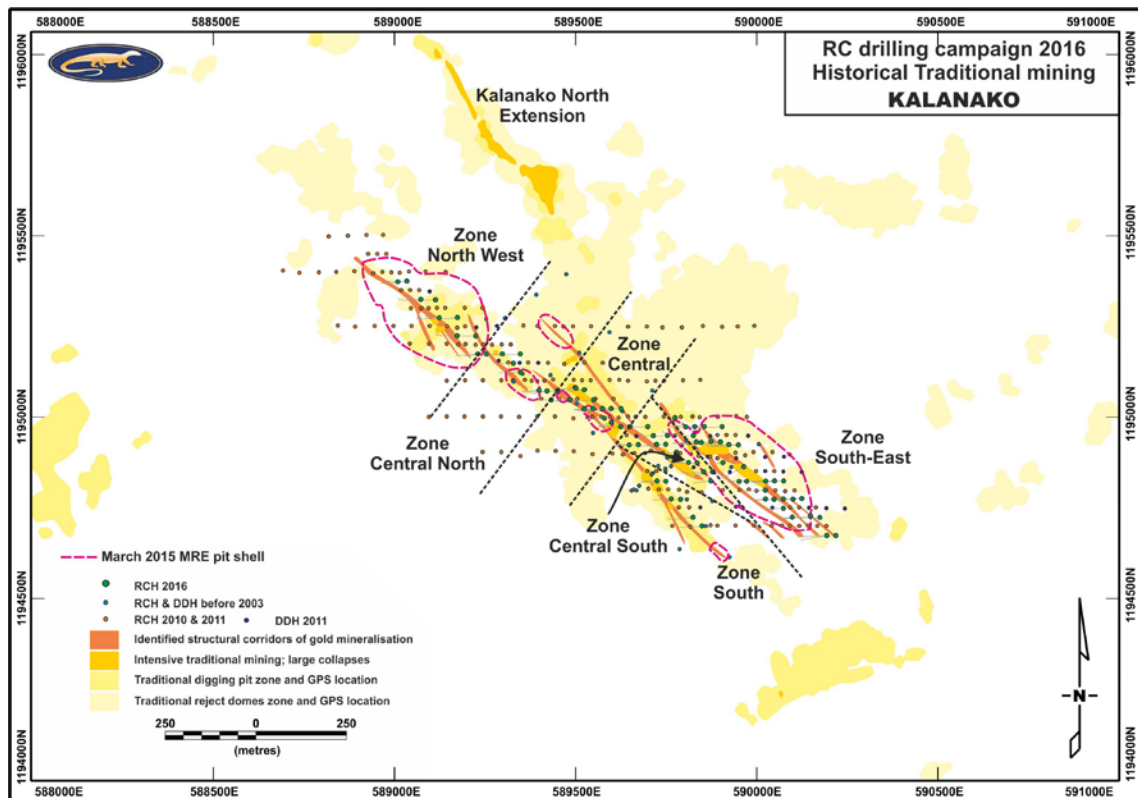 588000E 588500E 589000E 589500E 590000E 590500E 591000E
1196000N
1196000N
RC drilling campaign 2016
Historical Traditional mining
KALANAKO
Kalanako North
Extension
1195500N
1195500N
Zone
North West
Zone
Central
1195000N
1195000N
Zone
Central North
Zone
South-East
Zone
Central South
Zone
South
March 2015 MRE pit shell
RCH 2016
RCH & DDH before 2003
RCH 2010 & 2011 DDH 2011
Identified structural corridors of gold mineralisation
Intensive traditional mining; large collapses
Traditional digging pit zone and GPS location
Traditional reject domes zone and GPS location
250 0 250
(metres)
1194500N
1194500N
N
1194000N
1194000N
588000E 588500E 589000E 589500E 590000E 590500E 591000E